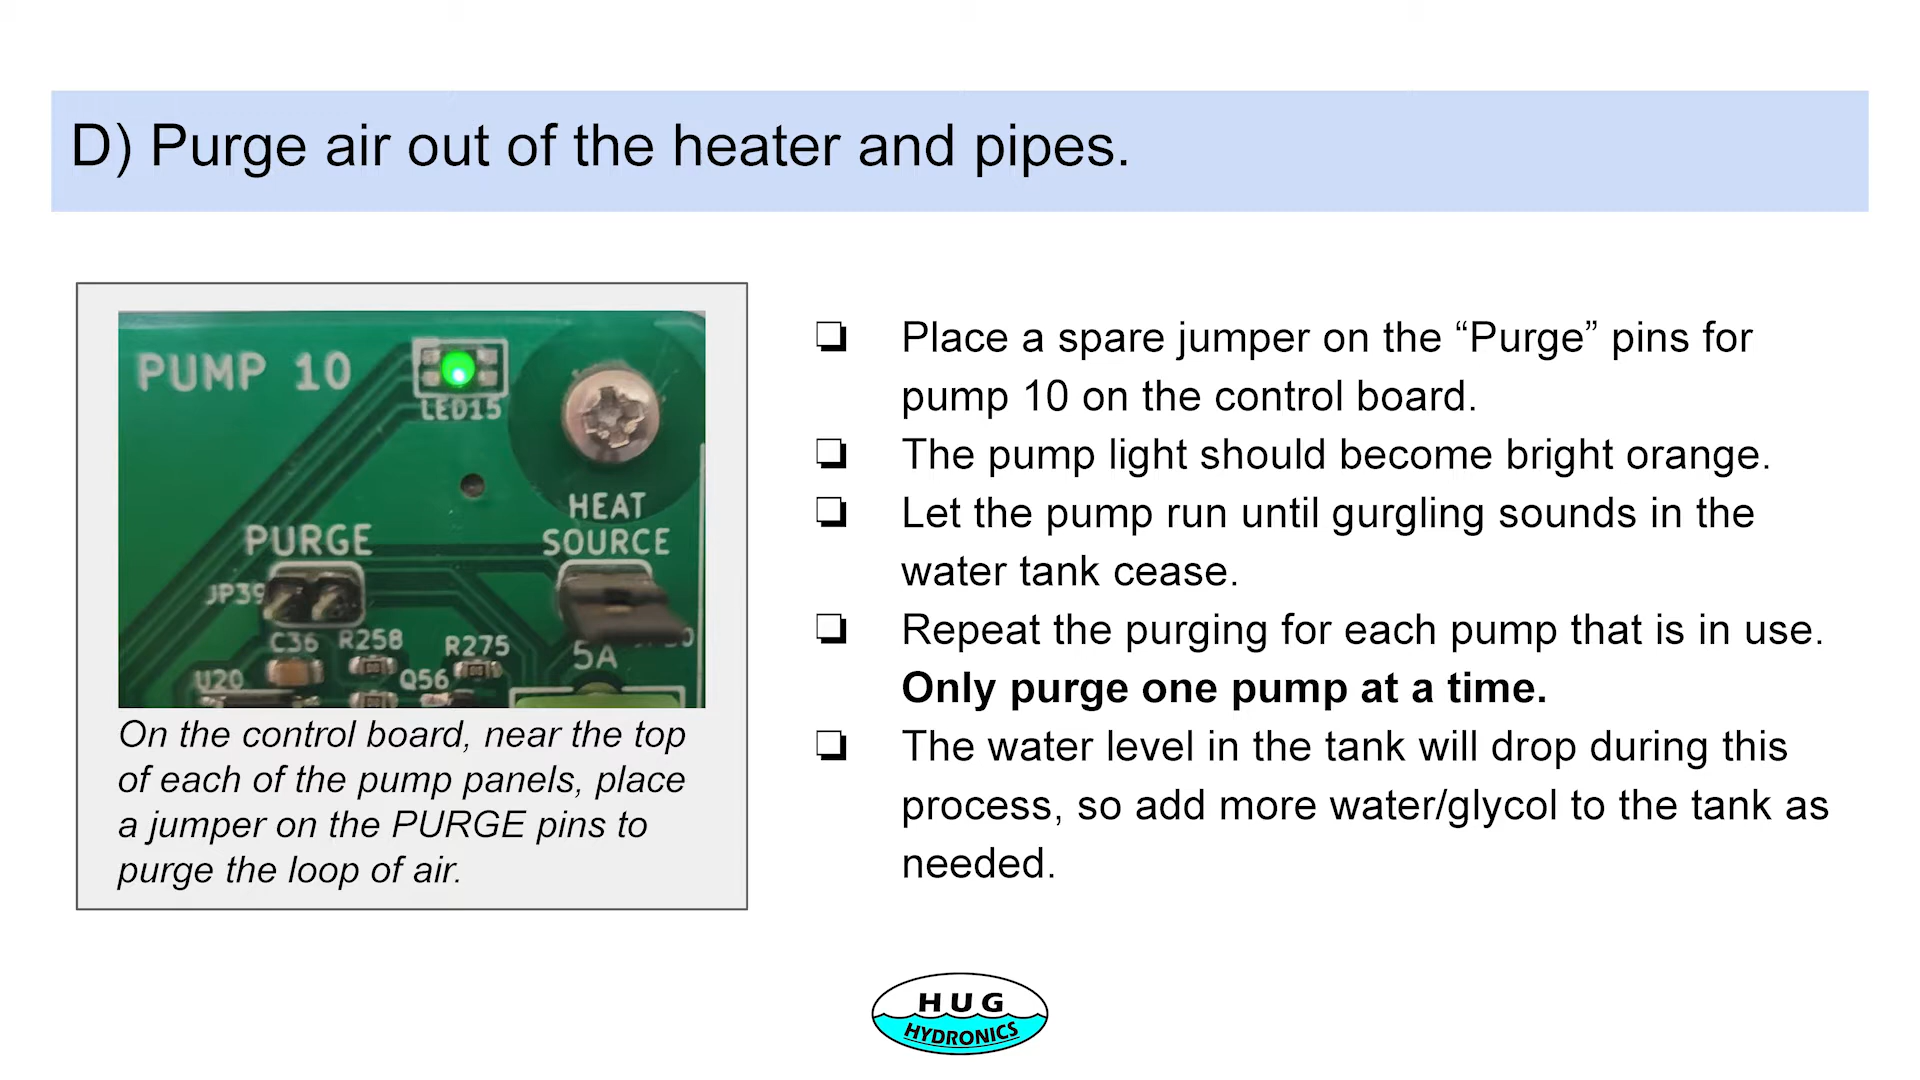 D) Purge air out of the heater and pipes.
PUMP 10
LED15
HEAT
SOURCE
PURGE
JP39
C36 R258
R275
5A
U20
Q56
On the control board, near the top
of each of the pump panels, place
a jumper on the PURGE pins to
purge the loop of air.
❏ Place a spare jumper on the “Purge” pins for
pump 10 on the control board.
❏ The pump light should become bright orange.
❏ Let the pump run until gurgling sounds in the
water tank cease.
❏ Repeat the purging for each pump that is in use.
Only purge one pump at a time.
❏ The water level in the tank will drop during this
process, so add more water/glycol to the tank as
needed.
HUG
HYDRONICS